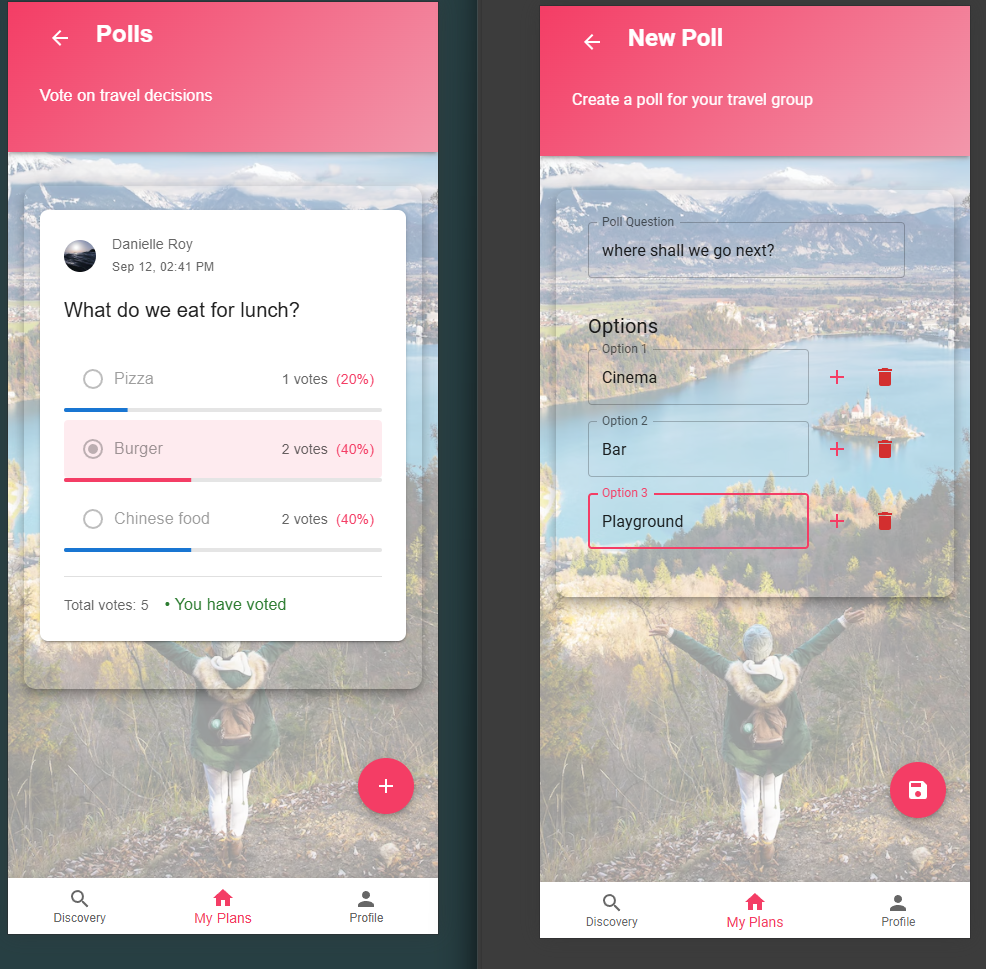 Polls
Vote on travel decisions
Danielle Roy
Sep 12, 02:41 PM
What do we eat for lunch?
Pizza 1 votes (20%)
Burger 2 votes (40%)
Chinese food 2 votes (40%)
Total votes: 5 • You have voted
Discovery My Plans Profile
New Poll
Create a poll for your travel group
Poll Question
where shall we go next?
Options
Option 1
Cinema
Option 2
Bar
Option 3
Playground
Discovery My Plans Profile